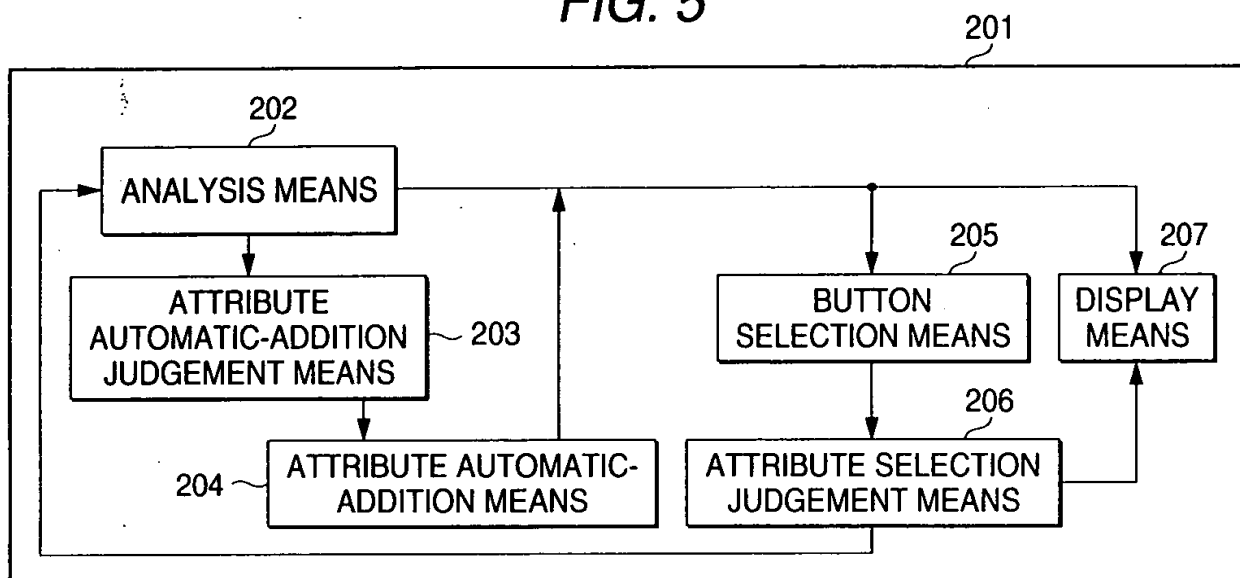 FIG. 5
201
202
ANALYSIS MEANS
205
207
ATTRIBUTE
AUTOMATIC-ADDITION
JUDGEMENT MEANS
203
BUTTON
SELECTION MEANS
DISPLAY
MEANS
206
204
ATTRIBUTE AUTOMATIC-
ADDITION MEANS
ATTRIBUTE SELECTION
JUDGEMENT MEANS